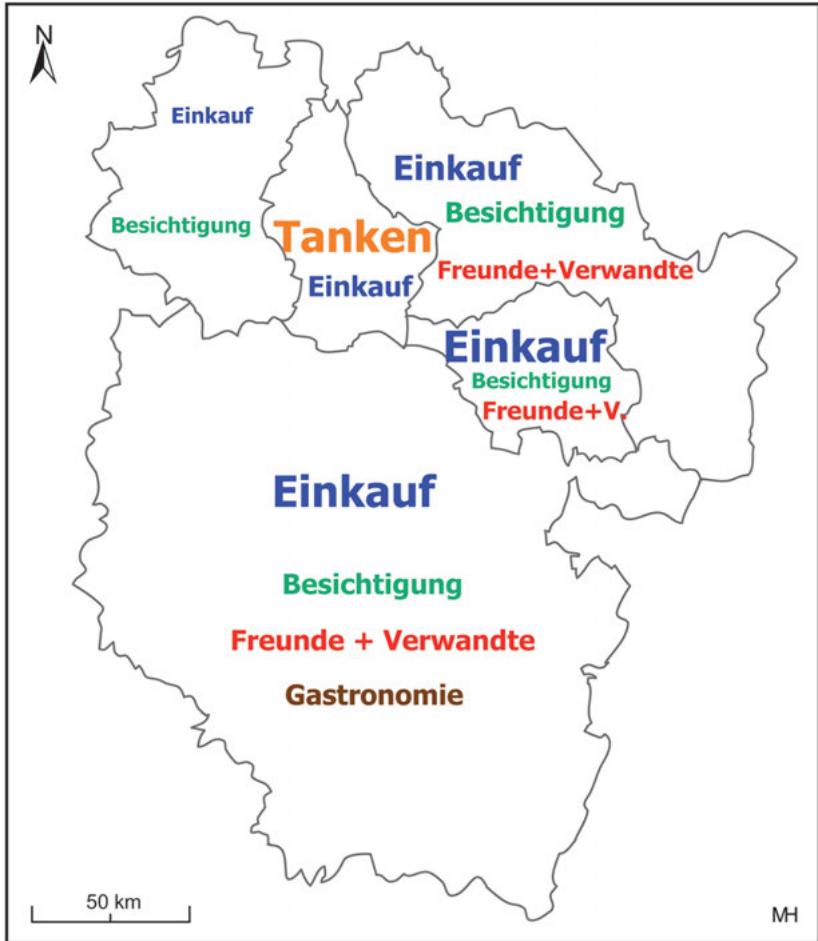 N
Einkauf
Besichtigung
Tanken
Einkauf
Einkauf
Besichtigung
Freunde+Verwandte
Einkauf
Besichtigung
Freunde+V.
Einkauf
Besichtigung
Freunde + Verwandte
Gastronomie
50 km
MH